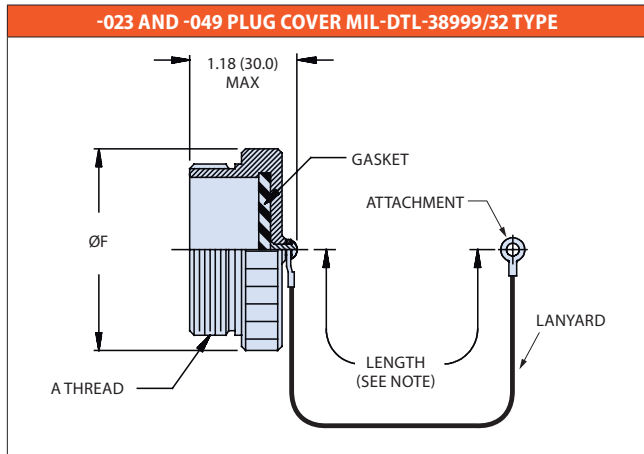 -023 AND -049 PLUG COVER MIL-DTL-38999/32 TYPE
1.18 (30.0)
MAX
GASKET
ATTACHMENT
ØF
LANYARD
LENGTH
(SEE NOTE)
A THREAD